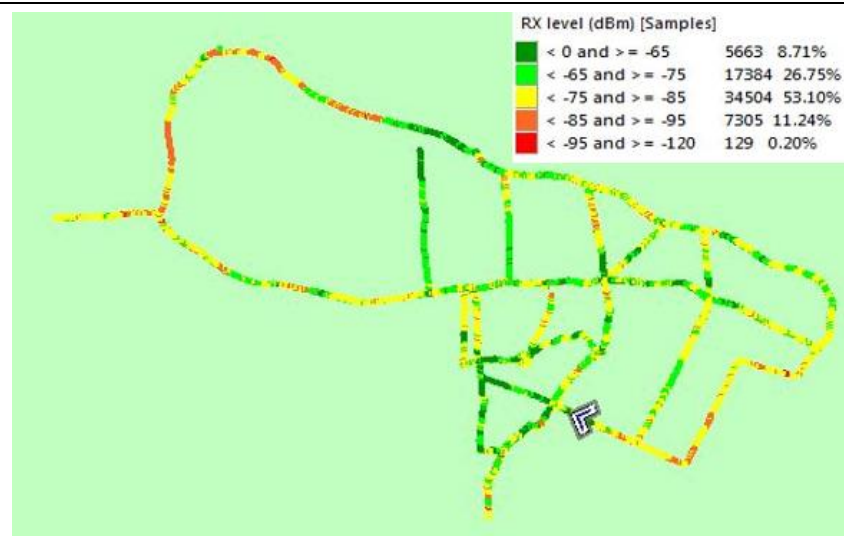 RX level (dBm) [Samples]
< 0 and > = -65 5663 8.71%
< -65 and > = -75 17384 26.75%
< -75 and > = -85 34504 53.10%
< -85 and > = -95 7305 11.24%
< -95 and > = -120 129 0.20%